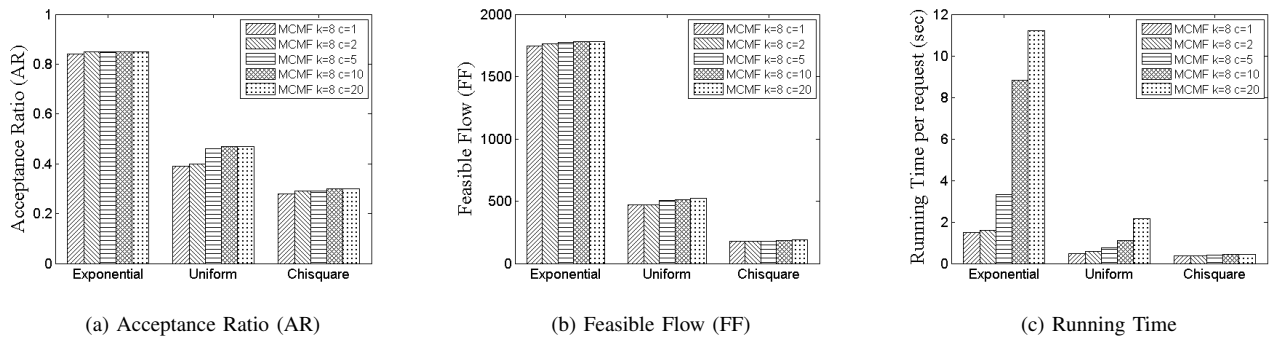 Acceptance Ratio (AR)
1
0.8
0.6
0.4
0.2
0
Exponential
Uniform
Chisquare
MCMF k=8 c=1
MCMF k=8 c=2
MCMF k=8 c=5
MCMF k=8 c=10
MCMF k=8 c=20
(a) Acceptance Ratio (AR)
Feasible Flow (FF)
2000
1500
1000
500
0
Exponential
Uniform
Chisquare
MCMF k=8 c=1
MCMF k=8 c=2
MCMF k=8 c=5
MCMF k=8 c=10
MCMF k=8 c=20
(b) Feasible Flow (FF)
Running Time per request (sec)
12
10
8
6
4
2
0
Exponential
Uniform
Chisquare
MCMF k=8 c=1
MCMF k=8 c=2
MCMF k=8 c=5
MCMF k=8 c=10
MCMF k=8 c=20
(c) Running Time